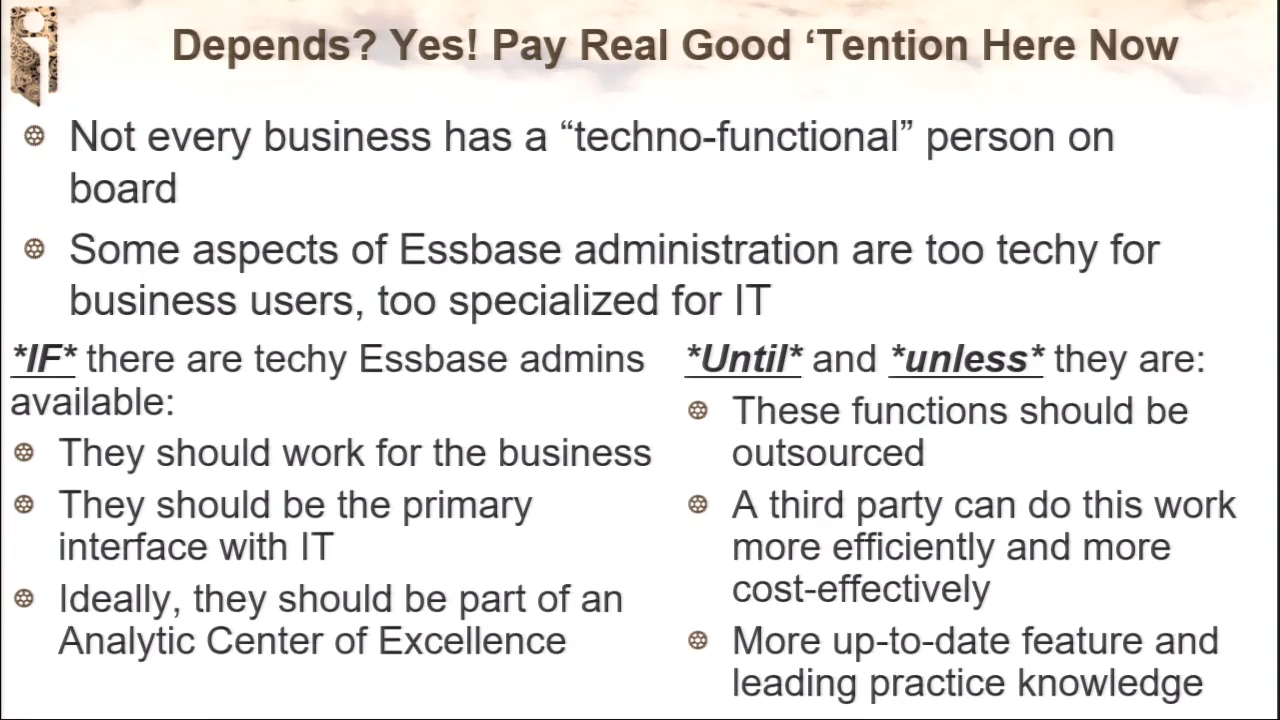 Depends? Yes! Pay Real Good ‘Tention Here Now
Not every business has a “techno-functional” person on
board
Some aspects of Essbase administration are too techy for
business users, too specialized for IT
*IF* there are techy Essbase admins
available:
They should work for the business
They should be the primary
interface with IT
Ideally, they should be part of an
Analytic Center of Excellence
*Until* and *unless* they are:
These functions should be
outsourced
A third party can do this work
more efficiently and more
cost-effectively
More up-to-date feature and
leading practice knowledge